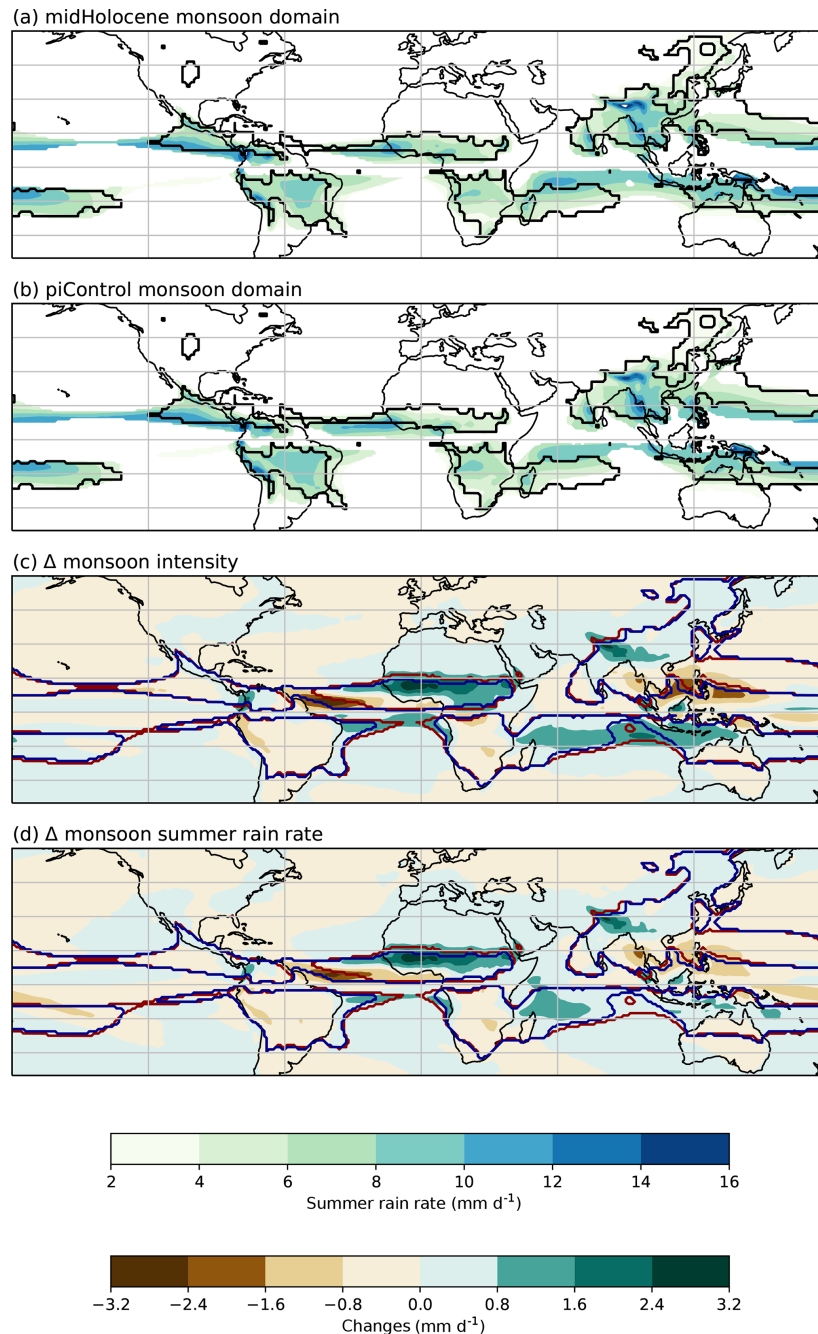 (a) midHolocene monsoon domain
(b) piControl monsoon domain
(c) Δ monsoon intensity
(d) Δ monsoon summer rain rate
2 4 6 8 10 12 14 16
Summer rain rate (mm d⁻¹)
−3.2 −2.4 −1.6 −0.8 0.0 0.8 1.6 2.4 3.2
Changes (mm d⁻¹)